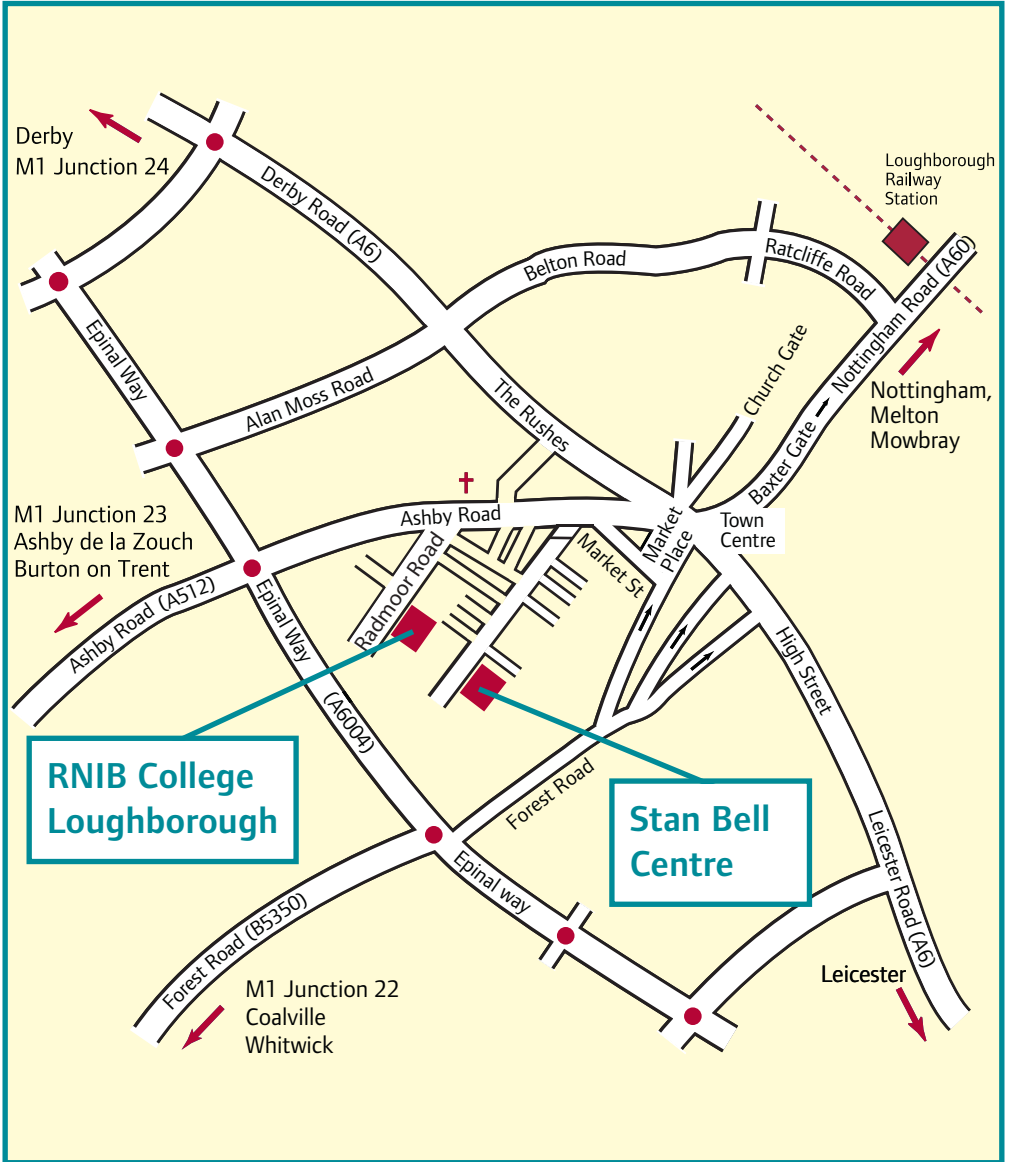 Derby
M1 Junction 24
Derby Road (A6)
Loughborough
Railway
Station
Belton Road
Ratcliffe Road
Nottingham Road (A60)
Epinal Way
Alan Moss Road
The Rushes
Church Gate
Nottingham,
Melton
Mowbray
Baxter Gate
M1 Junction 23
Ashby de la Zouch
Burton on Trent
Ashby Road
Market
Place
Town
Centre
Market St
Radmoor Road
Ashby Road (A512)
Epinal Way
(A6004)
High Street
RNIB College
Loughborough
Forest Road
Stan Bell
Centre
Epinal way
Leicester Road (A6)
Forest Road (B5350)
Leicester
M1 Junction 22
Coalville
Whitwick